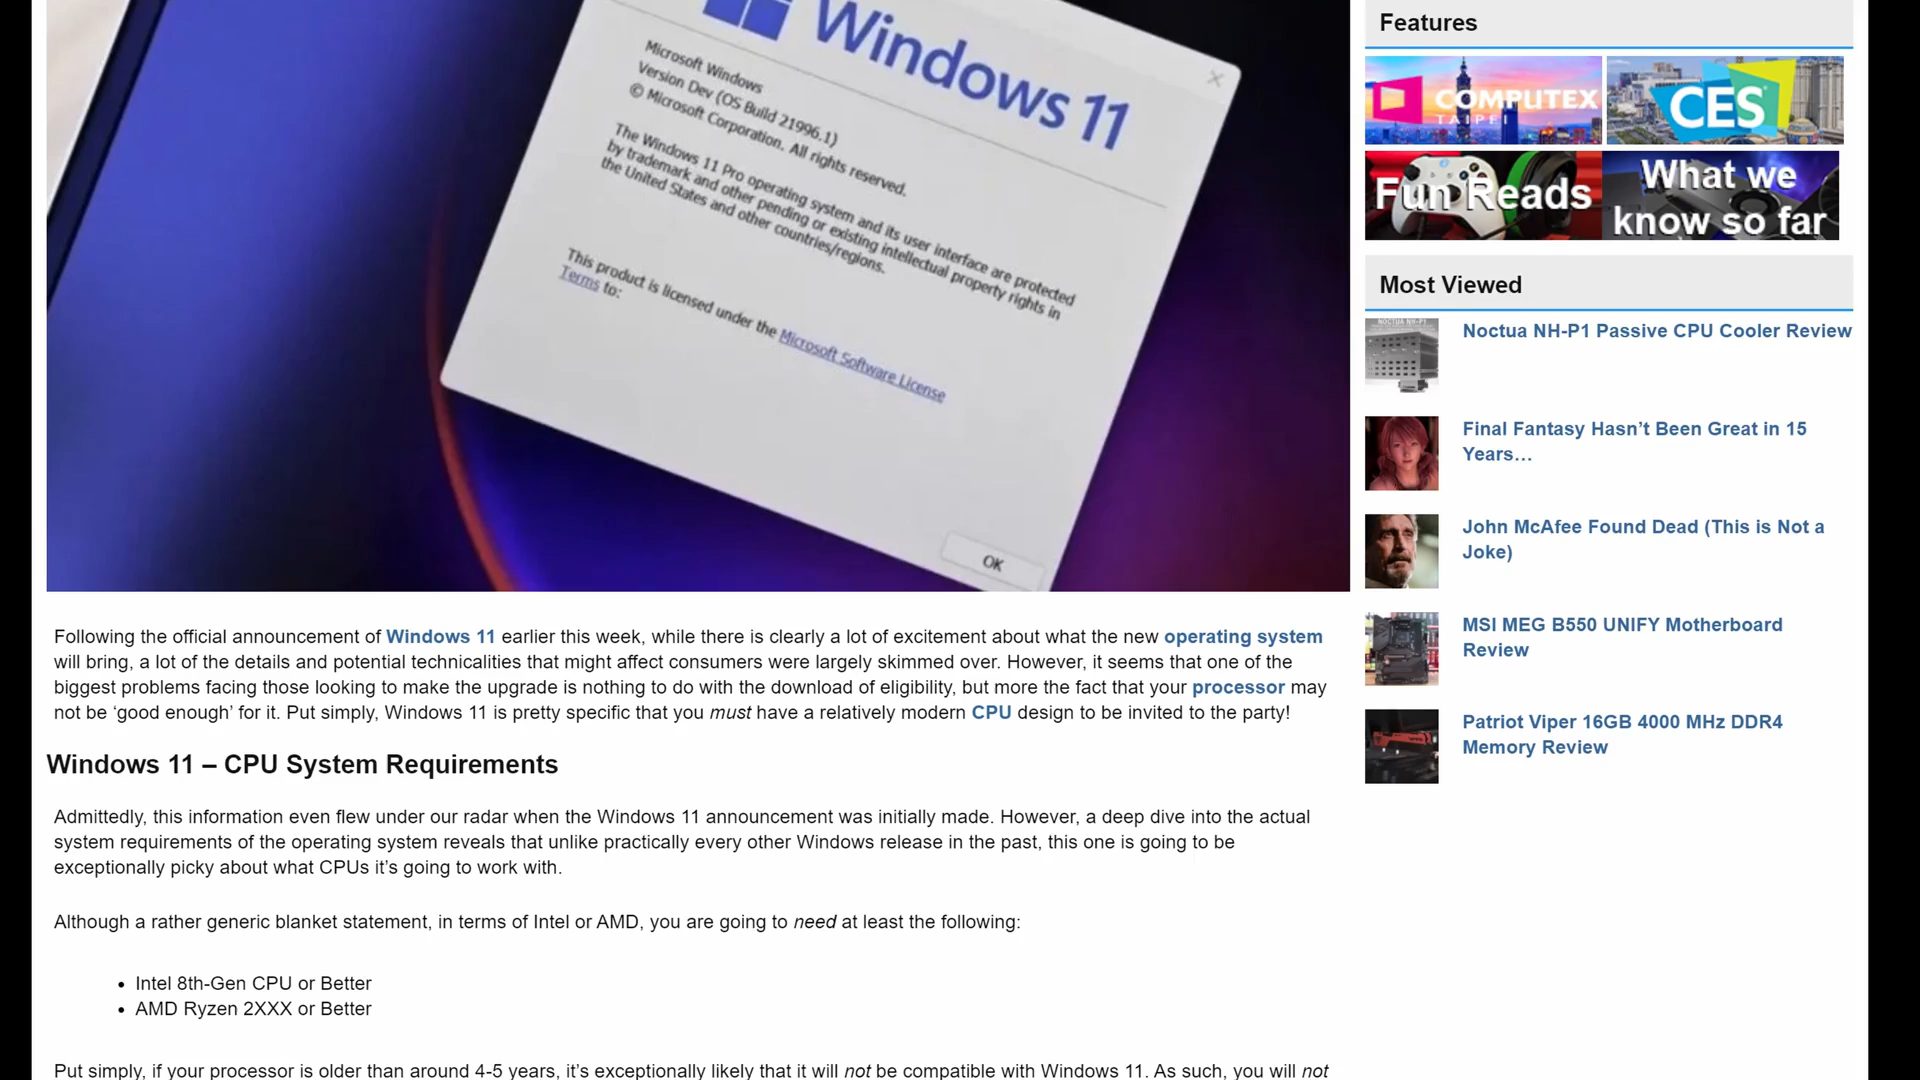 Windows 11
Microsoft Windows
Version Dev (OS Build 21996.1)
© Microsoft Corporation. All rights reserved.
The Windows 11 Pro operating system and its user interface are protected
by trademark and other pending or existing intellectual property rights in
the United States and other countries/regions.
This product is licensed under the Microsoft Software License
Terms to:
OK
Following the official announcement of Windows 11 earlier this week, while there is clearly a lot of excitement about what the new operating system
will bring, a lot of the details and potential technicalities that might affect consumers were largely skimmed over. However, it seems that one of the
biggest problems facing those looking to make the upgrade is nothing to do with the download of eligibility, but more the fact that your processor may
not be ‘good enough’ for it. Put simply, Windows 11 is pretty specific that you must have a relatively modern CPU design to be invited to the party!
Windows 11 – CPU System Requirements
Admittedly, this information even flew under our radar when the Windows 11 announcement was initially made. However, a deep dive into the actual
system requirements of the operating system reveals that unlike practically every other Windows release in the past, this one is going to be
exceptionally picky about what CPUs it’s going to work with.
Although a rather generic blanket statement, in terms of Intel or AMD, you are going to need at least the following:
• Intel 8th-Gen CPU or Better
• AMD Ryzen 2XXX or Better
Put simply, if your processor is older than around 4-5 years, it’s exceptionally likely that it will not be compatible with Windows 11. As such, you will not
Features
COMPUTEX
TAIPEI
CES
Fun Reads
What we
know so far
Most Viewed
NOCTUA NH-P1
Noctua NH-P1 Passive CPU Cooler Review
Final Fantasy Hasn’t Been Great in 15
Years…
John McAfee Found Dead (This is Not a
Joke)
MSI MEG B550 UNIFY Motherboard
Review
Patriot Viper 16GB 4000 MHz DDR4
Memory Review